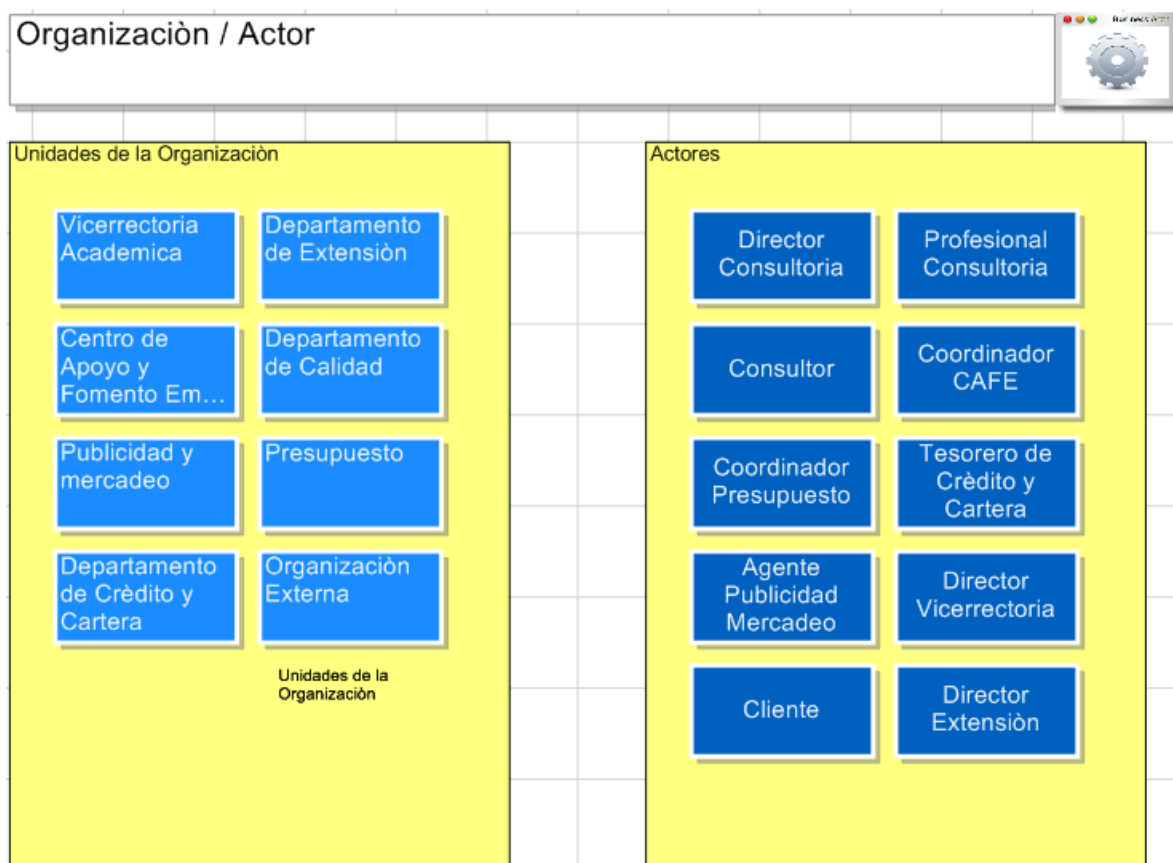 Organizaciòn / Actor
Unidades de la Organizaciòn
Vicerrectoria
Academica
Departamento
de Extensiòn
Centro de
Apoyo y
Fomento Em...
Departamento
de Calidad
Publicidad y
mercadeo
Presupuesto
Departamento
de Crèdito y
Cartera
Organizaciòn
Externa
Unidades de la
Organizaciòn
Actores
Director
Consultoria
Profesional
Consultoria
Consultor
Coordinador
CAFE
Coordinador
Presupuesto
Tesorero de
Crèdito y
Cartera
Agente
Publicidad
Mercadeo
Director
Vicerrectoria
Cliente
Director
Extensiòn